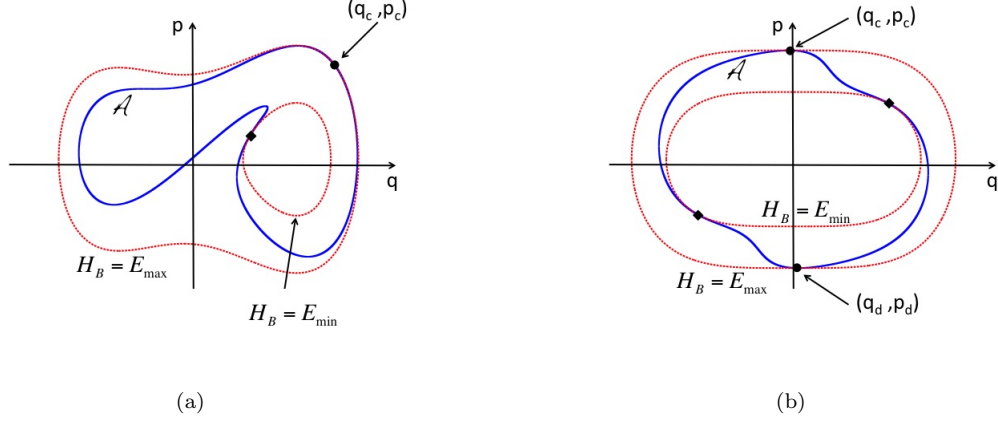 (q_c ,p_c)
p
𝒜
q
H_B = E_max
H_B = E_min
(a)
(q_c ,p_c)
p
𝒜
q
H_B = E_min
H_B = E_max
(q_d ,p_d)
(b)